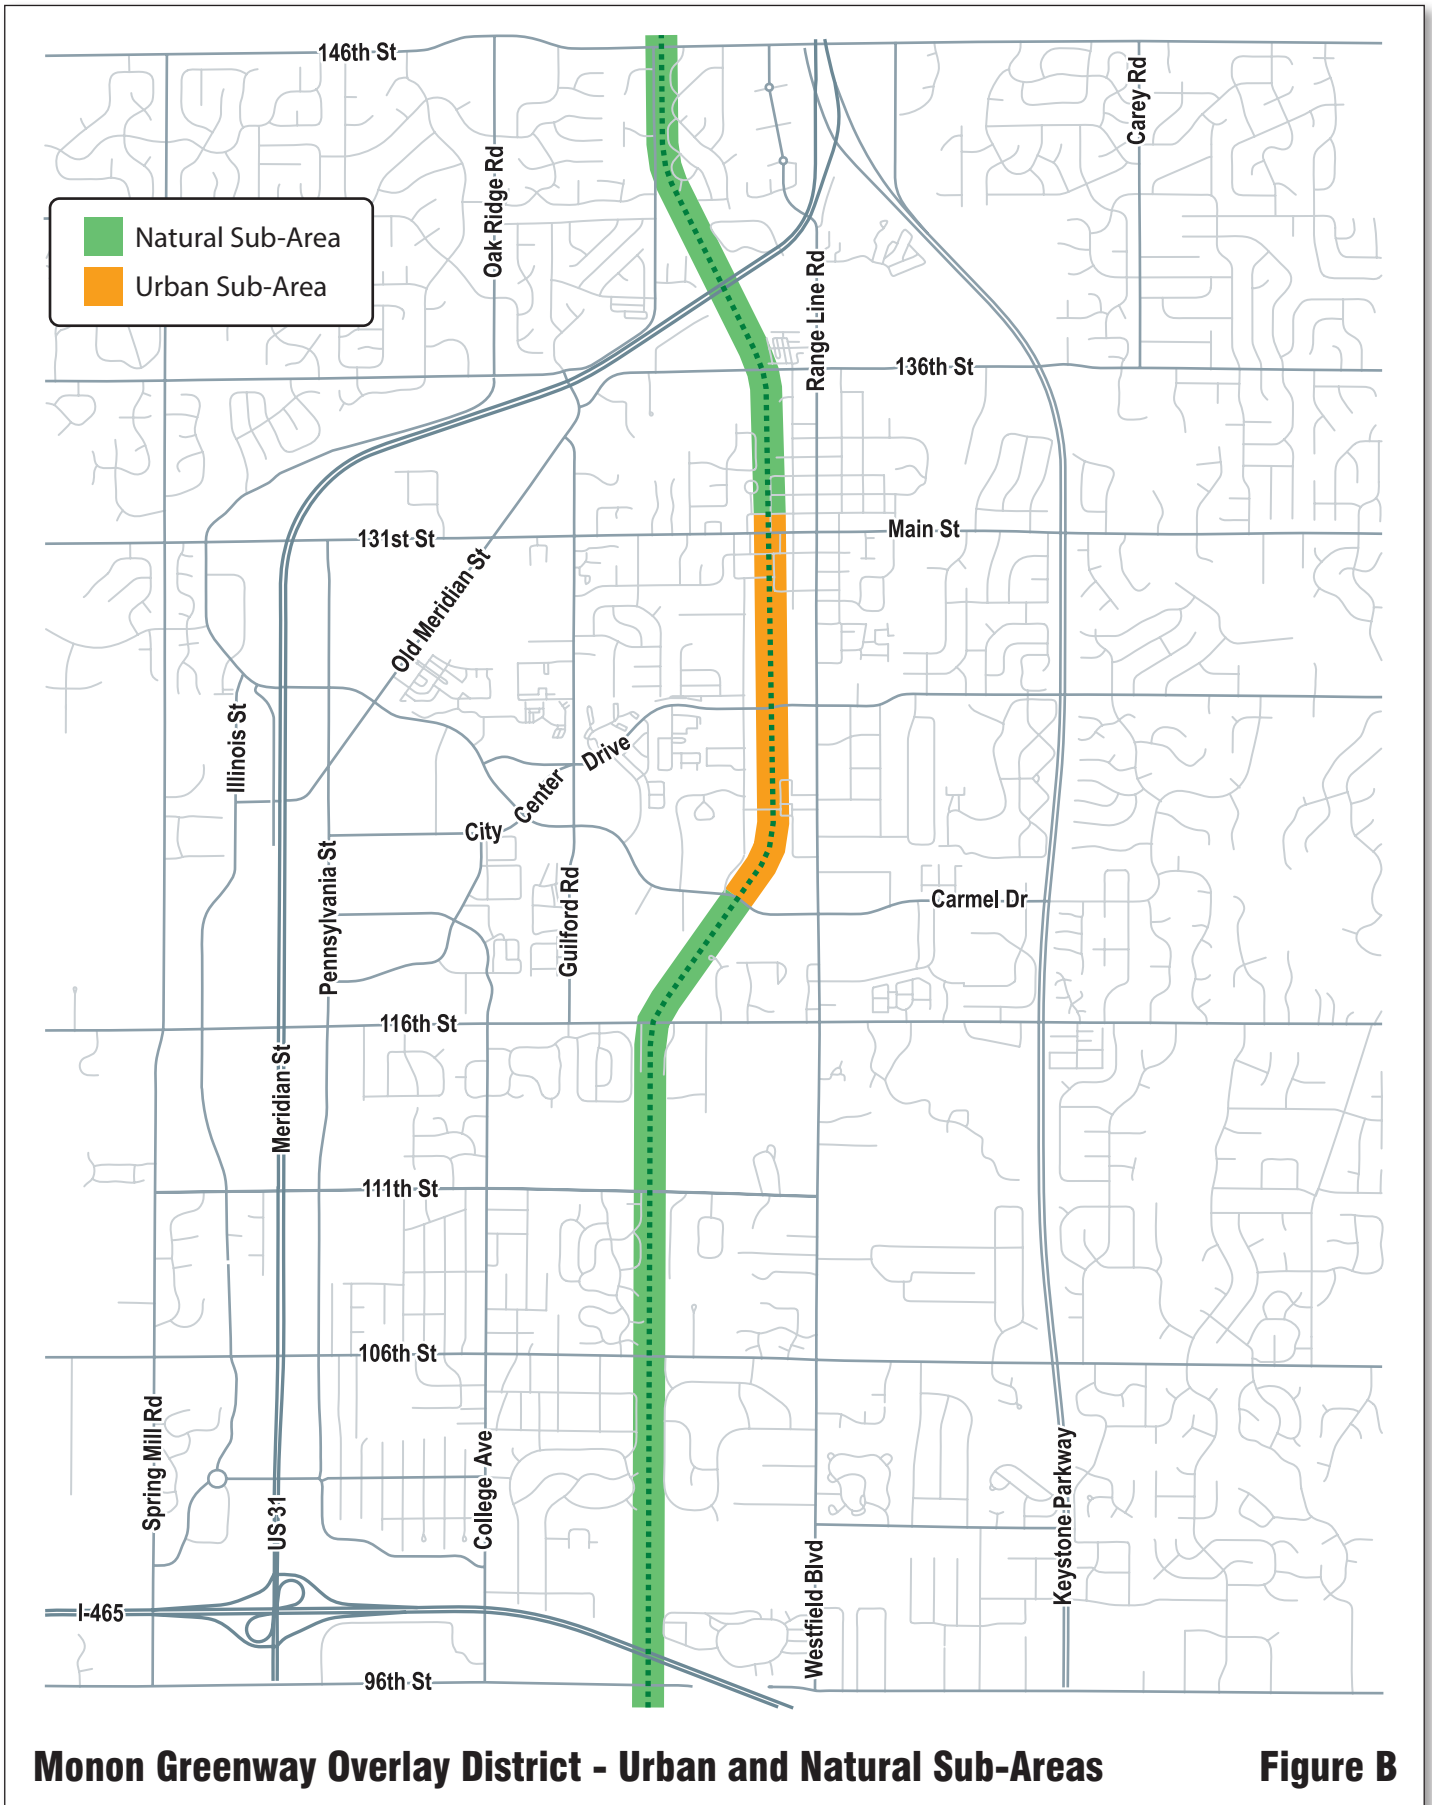 146th St
Carey Rd
Oak Ridge Rd
Natural Sub-Area
Urban Sub-Area
Range Line Rd
136th St
131st St
Main St
Old Meridian St
Illinois St
City Center Drive
Pennsylvania St
Guilford Rd
Carmel Dr
116th St
Meridian St
111th St
106th St
Spring Mill Rd
US 31
College Ave
Keystone Parkway
Westfield Blvd
I-465
96th St
Monon Greenway Overlay District - Urban and Natural Sub-Areas
Figure B